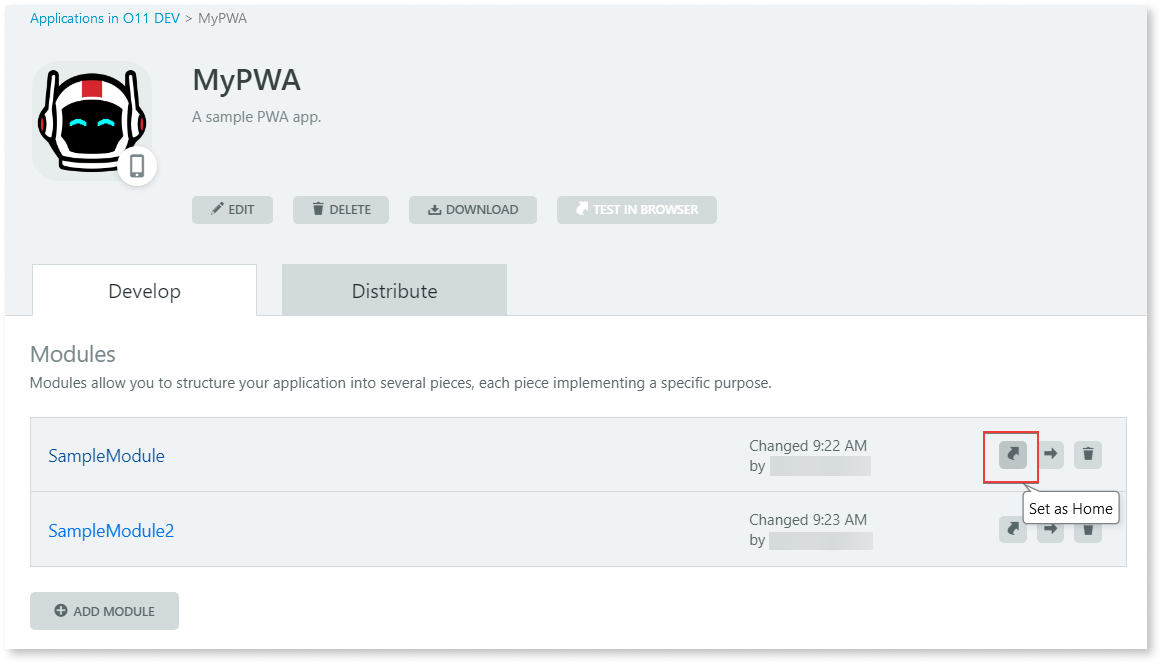 Applications in O11 DEV > MyPWA
MyPWA
A sample PWA app.
EDIT
DELETE
DOWNLOAD
TEST IN BROWSER
Develop
Distribute
Modules
Modules allow you to structure your application into several pieces, each piece implementing a specific purpose.
SampleModule
Changed 9:22 AM
by
Set as Home
SampleModule2
Changed 9:23 AM
by
ADD MODULE